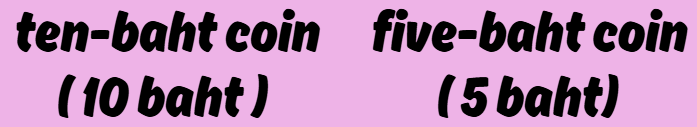 ten-baht coin
( 10 baht )
five-baht coin
( 5 baht)